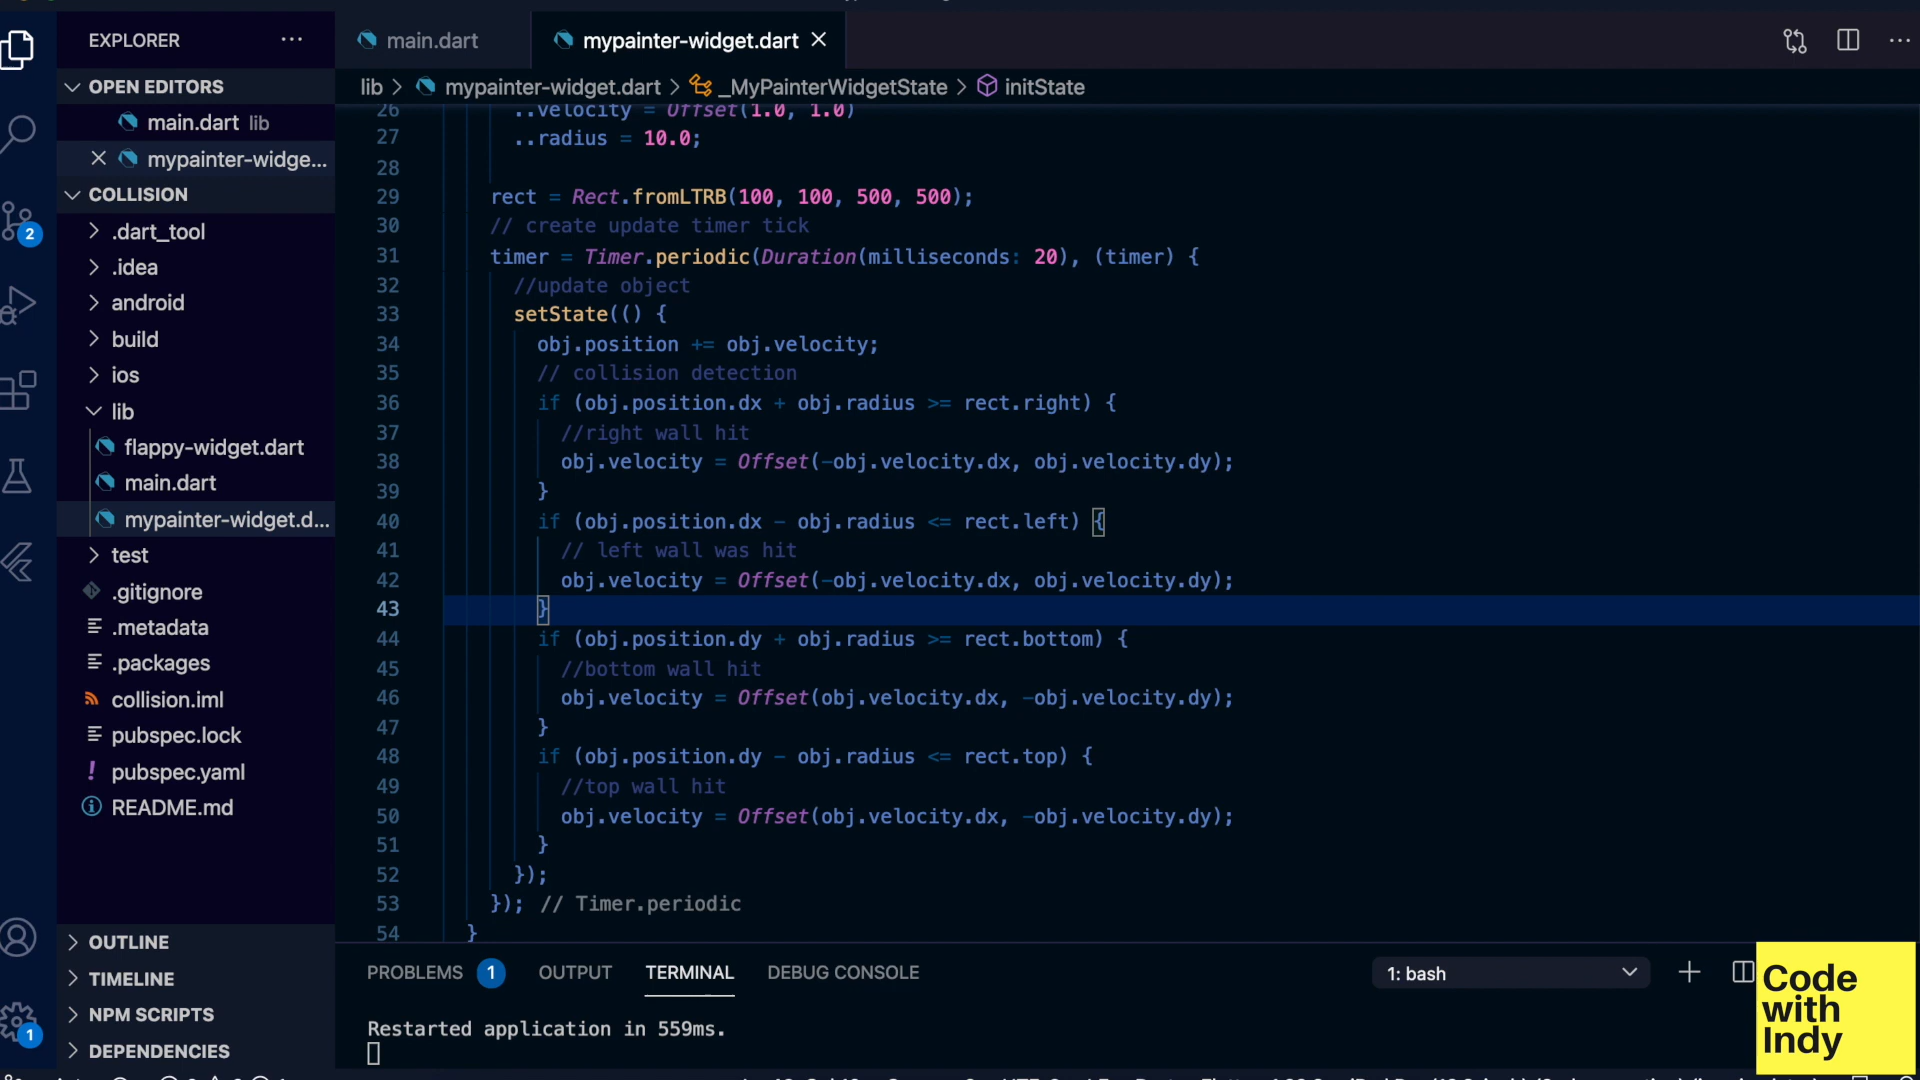 EXPLORER
main.dart
mypainter-widget.dart
OPEN EDITORS
main.dart lib
mypainter-widge...
COLLISION
.dart_tool
.idea
android
build
ios
lib
flappy-widget.dart
main.dart
mypainter-widget.d...
test
.gitignore
.metadata
.packages
collision.iml
pubspec.lock
pubspec.yaml
README.md
OUTLINE
TIMELINE
NPM SCRIPTS
DEPENDENCIES
2
1
lib > mypainter-widget.dart > _MyPainterWidgetState > initState
26 ..velocity = Offset(1.0, 1.0)
27 ..radius = 10.0;
28
29 rect = Rect.fromLTRB(100, 100, 500, 500);
30 // create update timer tick
31 timer = Timer.periodic(Duration(milliseconds: 20), (timer) {
32 //update object
33 setState(() {
34 obj.position += obj.velocity;
35 // collision detection
36 if (obj.position.dx + obj.radius >= rect.right) {
37 //right wall hit
38 obj.velocity = Offset(-obj.velocity.dx, obj.velocity.dy);
39 }
40 if (obj.position.dx - obj.radius <= rect.left) {
41 // left wall was hit
42 obj.velocity = Offset(-obj.velocity.dx, obj.velocity.dy);
43 }
44 if (obj.position.dy + obj.radius >= rect.bottom) {
45 //bottom wall hit
46 obj.velocity = Offset(obj.velocity.dx, -obj.velocity.dy);
47 }
48 if (obj.position.dy - obj.radius <= rect.top) {
49 //top wall hit
50 obj.velocity = Offset(obj.velocity.dx, -obj.velocity.dy);
51 }
52 });
53 }); // Timer.periodic
54 }
PROBLEMS 1 OUTPUT TERMINAL DEBUG CONSOLE
1: bash
Restarted application in 559ms.
Code
with
Indy